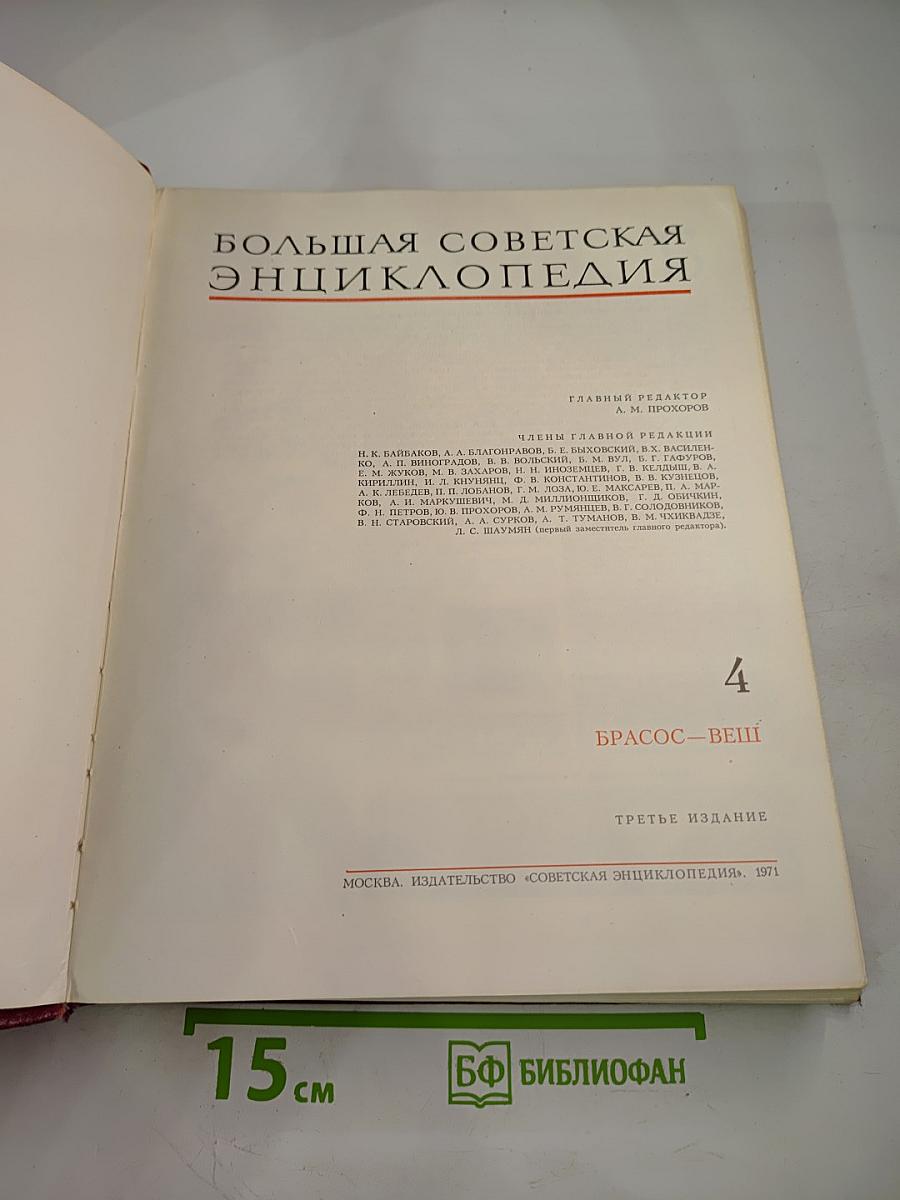 БОЛЬШАЯ СОВЕТСКАЯ
ЭНЦИКЛОПЕДИЯ
ГЛАВНЫЙ РЕДАКТОР
А. М. ПРОХОРОВ
ЧЛЕНЫ ГЛАВНОЙ РЕДАКЦИИ
Н. К. БАЙБАКОВ, А. А. БЛАГОНРАВОВ, Б. Е. БЫХОВСКИЙ, В.Х. ВАСИЛЕН-
КО, А. П. ВИНОГРАДОВ, В. В. ВОЛЬСКИЙ, Б. М. ВУЛ, Б. Г. ГАФУРОВ,
Е. М. ЖУКОВ, М. В. ЗАХАРОВ, Н. Н. ИНОЗЕМЦЕВ, Г. В. КЕЛДЫШ, В. А.
КИРИЛЛИН, И. Л. КНУНЯНЦ, Ф. В. КОНСТАНТИНОВ, В. В. КУЗНЕЦОВ,
А. К. ЛЕБЕДЕВ, П. П. ЛОБАНОВ, Г. М. ЛОЗА, Ю. Е. МАКСАРЕВ, П. А. МАР-
КОВ, А. И. МАРКУШЕВИЧ, М. Д. МИЛЛИОНЩИКОВ, Г. Д. ОБИЧКИН,
Ф. Н. ПЕТРОВ, Ю. В. ПРОХОРОВ, А. М. РУМЯНЦЕВ, В. Г. СОЛОДОВНИКОВ,
В. Н. СТАРОВСКИЙ, А. А. СУРКОВ, А. Т. ТУМАНОВ, В. М. ЧХИКВАДЗЕ,
Л. С. ШАУМЯН (первый заместитель главного редактора).
4
БРАСОС—ВЕШ
ТРЕТЬЕ ИЗДАНИЕ
МОСКВА. ИЗДАТЕЛЬСТВО «СОВЕТСКАЯ ЭНЦИКЛОПЕДИЯ». 1971
15 см
БФ БИБЛИОФАН